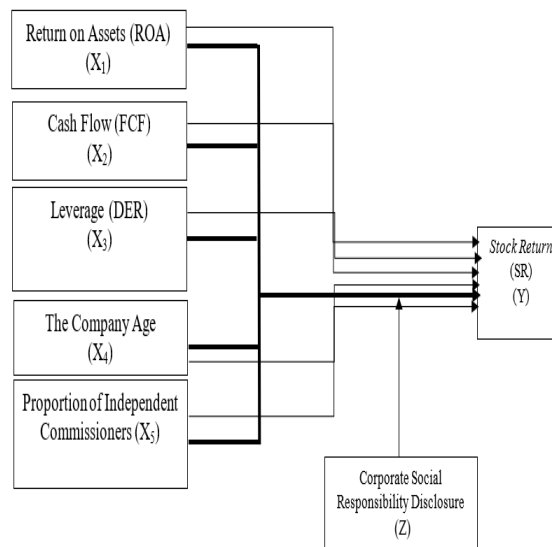 Return on Assets (ROA)
(X₁)
Cash Flow (FCF)
(X₂)
Leverage (DER)
(X₃)
The Company Age
(X₄)
Proportion of Independent
Commissioners (X₅)
Stock Return
(SR)
(Y)
Corporate Social
Responsibility Disclosure
(Z)